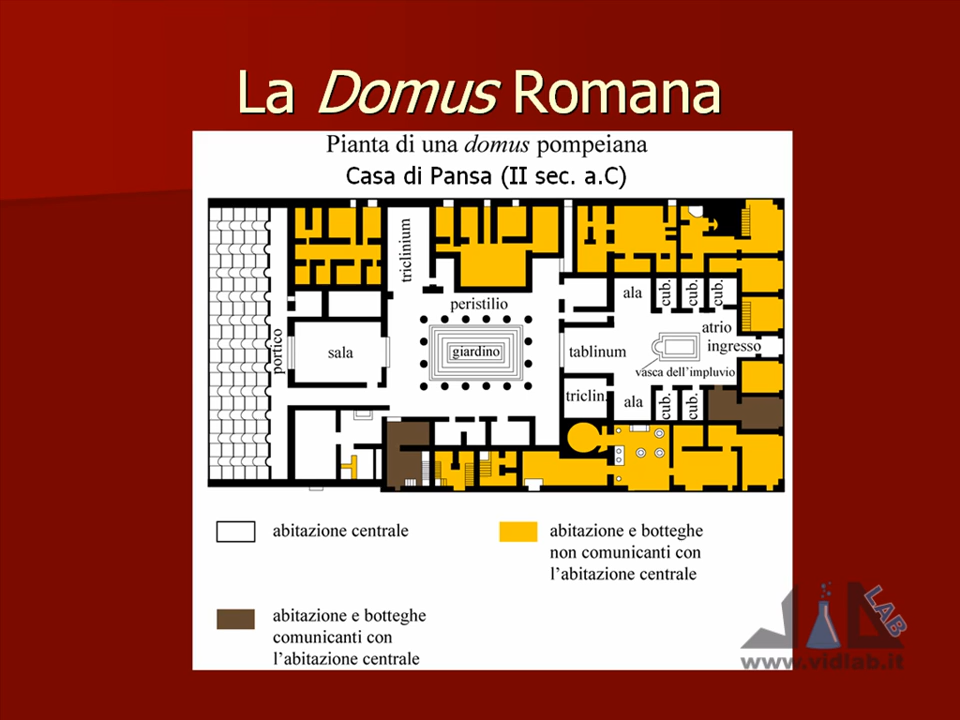 La Domus Romana
Pianta di una domus pompeiana
Casa di Pansa (II sec. a.C)
triclinium
ala
cub.
cub.
cub.
peristilio
atrio
portico
sala
giardino
tablinum
ingresso
vasca dell'impluvio
triclin.
ala
cub.
cub.
abitazione centrale
abitazione e botteghe
non comunicanti con
l'abitazione centrale
abitazione e botteghe
comunicanti con
l'abitazione centrale
LAB
www.vidlab.it